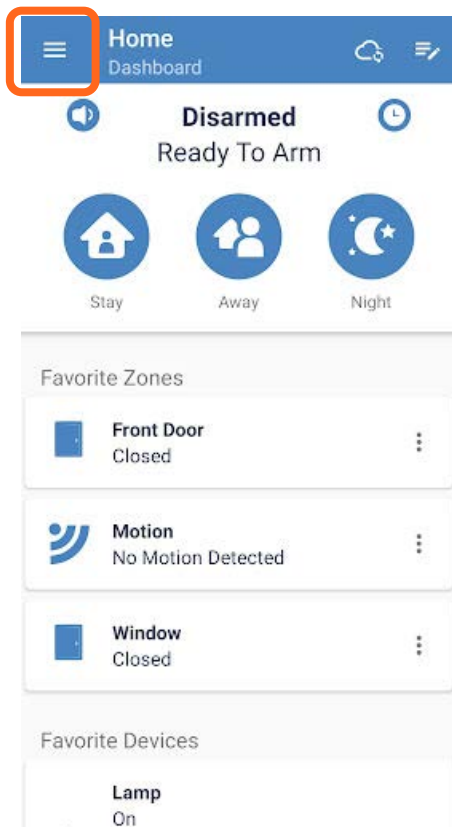 Home
Dashboard
Disarmed
Ready To Arm
Stay Away Night
Favorite Zones
Front Door
Closed
Motion
No Motion Detected
Window
Closed
Favorite Devices
Lamp
On